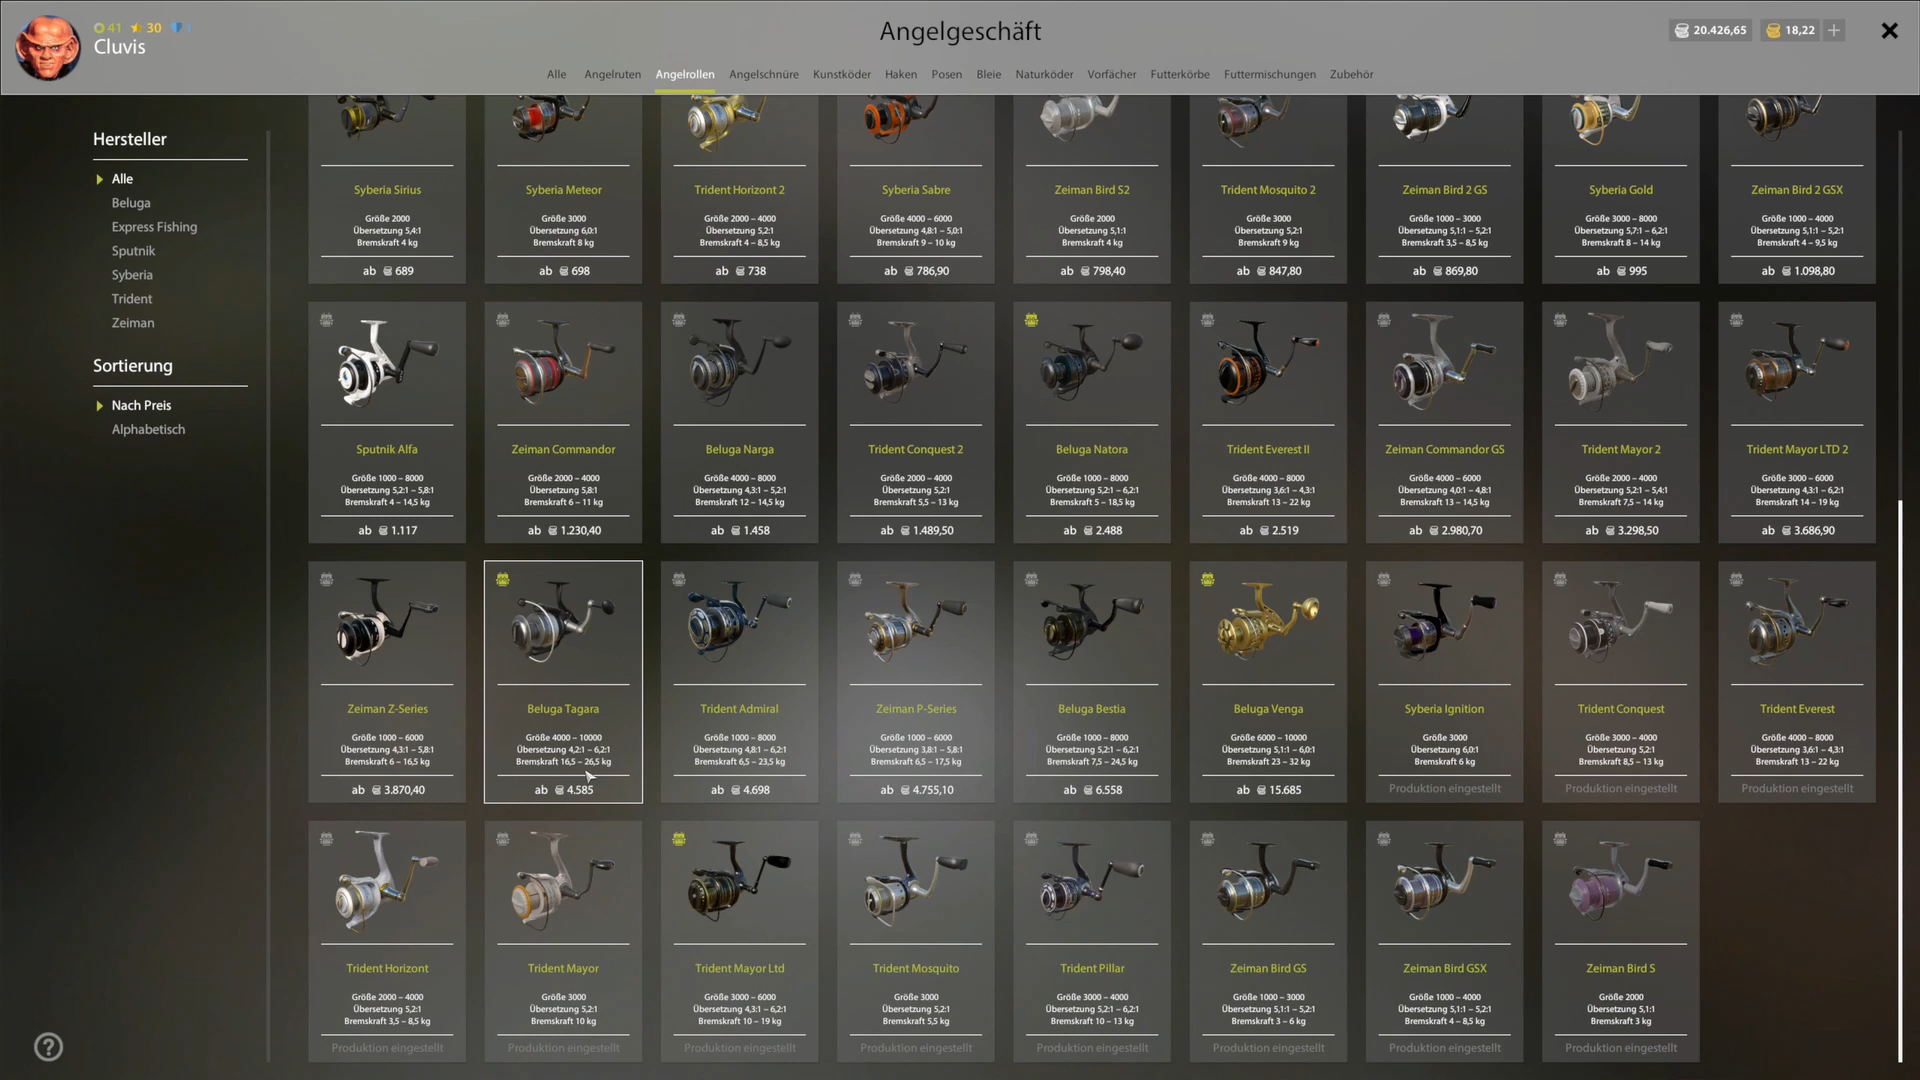 41 30 1
Cluvis
Angelgeschäft
20.426,65 18,22 +
Alle Angelruten Angelrollen Angelschnüre Kunstköder Haken Posen Bleie Naturköder Vorfächer Futterkörbe Futtermischungen Zubehör
Hersteller
Alle
Beluga
Express Fishing
Sputnik
Syberia
Trident
Zeiman
Sortierung
Nach Preis
Alphabetisch
Syberia Sirius
Größe 2000
Übersetzung 5,4:1
Bremskraft 4 kg
ab 689
Syberia Meteor
Größe 3000
Übersetzung 6,0:1
Bremskraft 8 kg
ab 698
Trident Horizont 2
Größe 2000 – 4000
Übersetzung 5,2:1
Bremskraft 4 – 8,5 kg
ab 738
Syberia Sabre
Größe 4000 – 6000
Übersetzung 4,8:1 – 5,0:1
Bremskraft 9 – 10 kg
ab 786,90
Zeiman Bird S2
Größe 2000
Übersetzung 5,1:1
Bremskraft 4 kg
ab 798,40
Trident Mosquito 2
Größe 3000
Übersetzung 5,2:1
Bremskraft 9 kg
ab 847,80
Zeiman Bird 2 GS
Größe 1000 – 3000
Übersetzung 5,1:1 – 5,2:1
Bremskraft 3,5 – 8,5 kg
ab 869,80
Syberia Gold
Größe 3000 – 8000
Übersetzung 5,7:1 – 6,2:1
Bremskraft 8 – 14 kg
ab 995
Zeiman Bird 2 GSX
Größe 1000 – 4000
Übersetzung 5,1:1 – 5,2:1
Bremskraft 4 – 9,5 kg
ab 1.098,80
Sputnik Alfa
Größe 1000 – 8000
Übersetzung 5,2:1 – 5,8:1
Bremskraft 4 – 14,5 kg
ab 1.117
Zeiman Commandor
Größe 2000 – 4000
Übersetzung 5,8:1
Bremskraft 6 – 11 kg
ab 1.230,40
Beluga Narga
Größe 4000 – 8000
Übersetzung 4,3:1 – 5,2:1
Bremskraft 12 – 14,5 kg
ab 1.458
Trident Conquest 2
Größe 2000 – 4000
Übersetzung 5,2:1
Bremskraft 5,5 – 13 kg
ab 1.489,50
Beluga Natora
Größe 1000 – 8000
Übersetzung 5,2:1 – 6,2:1
Bremskraft 5 – 18,5 kg
ab 2.488
Trident Everest II
Größe 4000 – 8000
Übersetzung 3,6:1 – 4,3:1
Bremskraft 13 – 22 kg
ab 2.519
Zeiman Commandor GS
Größe 4000 – 6000
Übersetzung 4,0:1 – 4,8:1
Bremskraft 13 – 14,5 kg
ab 2.980,70
Trident Mayor 2
Größe 2000 – 4000
Übersetzung 5,2:1 – 5,4:1
Bremskraft 7,5 – 14 kg
ab 3.298,50
Trident Mayor LTD 2
Größe 3000 – 6000
Übersetzung 4,3:1 – 6,2:1
Bremskraft 14 – 19 kg
ab 3.686,90
Zeiman Z-Series
Größe 1000 – 6000
Übersetzung 4,3:1 – 5,8:1
Bremskraft 6 – 16,5 kg
ab 3.870,40
Beluga Tagara
Größe 4000 – 10000
Übersetzung 4,2:1 – 6,2:1
Bremskraft 16,5 – 26,5 kg
ab 4.585
Trident Admiral
Größe 1000 – 8000
Übersetzung 4,8:1 – 6,2:1
Bremskraft 6,5 – 23,5 kg
ab 4.698
Zeiman P-Series
Größe 1000 – 6000
Übersetzung 3,8:1 – 5,8:1
Bremskraft 6,5 – 17,5 kg
ab 4.755,10
Beluga Bestia
Größe 1000 – 8000
Übersetzung 5,2:1 – 6,2:1
Bremskraft 7,5 – 24,5 kg
ab 6.558
Beluga Venga
Größe 6000 – 10000
Übersetzung 5,1:1 – 6,0:1
Bremskraft 23 – 32 kg
ab 15.685
Syberia Ignition
Größe 3000
Übersetzung 6,0:1
Bremskraft 6 kg
Produktion eingestellt
Trident Conquest
Größe 3000 – 4000
Übersetzung 5,2:1
Bremskraft 8,5 – 13 kg
Produktion eingestellt
Trident Everest
Größe 4000 – 8000
Übersetzung 3,6:1 – 4,3:1
Bremskraft 13 – 22 kg
Produktion eingestellt
Trident Horizont
Größe 2000 – 4000
Übersetzung 5,2:1
Bremskraft 3,5 – 8,5 kg
Produktion eingestellt
Trident Mayor
Größe 3000
Übersetzung 5,2:1
Bremskraft 10 kg
Produktion eingestellt
Trident Mayor Ltd
Größe 3000 – 6000
Übersetzung 4,3:1 – 6,2:1
Bremskraft 10 – 19 kg
Produktion eingestellt
Trident Mosquito
Größe 3000
Übersetzung 5,2:1
Bremskraft 5,5 kg
Produktion eingestellt
Trident Pillar
Größe 3000 – 4000
Übersetzung 5,2:1 – 6,2:1
Bremskraft 10 – 13 kg
Produktion eingestellt
Zeiman Bird GS
Größe 1000 – 3000
Übersetzung 5,1:1 – 5,2:1
Bremskraft 3 – 6 kg
Produktion eingestellt
Zeiman Bird GSX
Größe 1000 – 4000
Übersetzung 5,1:1 – 5,2:1
Bremskraft 4 – 8,5 kg
Produktion eingestellt
Zeiman Bird S
Größe 2000
Übersetzung 5,1:1
Bremskraft 3 kg
Produktion eingestellt
?